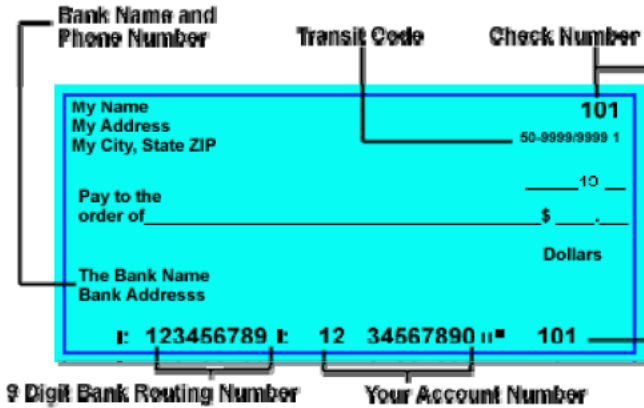 Bank Name and
Phone Number
Transit Code
Check Number
My Name
101
My Address
50-9999/9999 1
My City, State ZIP
19
Pay to the
order of $ .
Dollars
The Bank Name
Bank Addresss
⑆ 123456789 ⑆ 12 34567890 ⑈ 101
9 Digit Bank Routing Number
Your Account Number